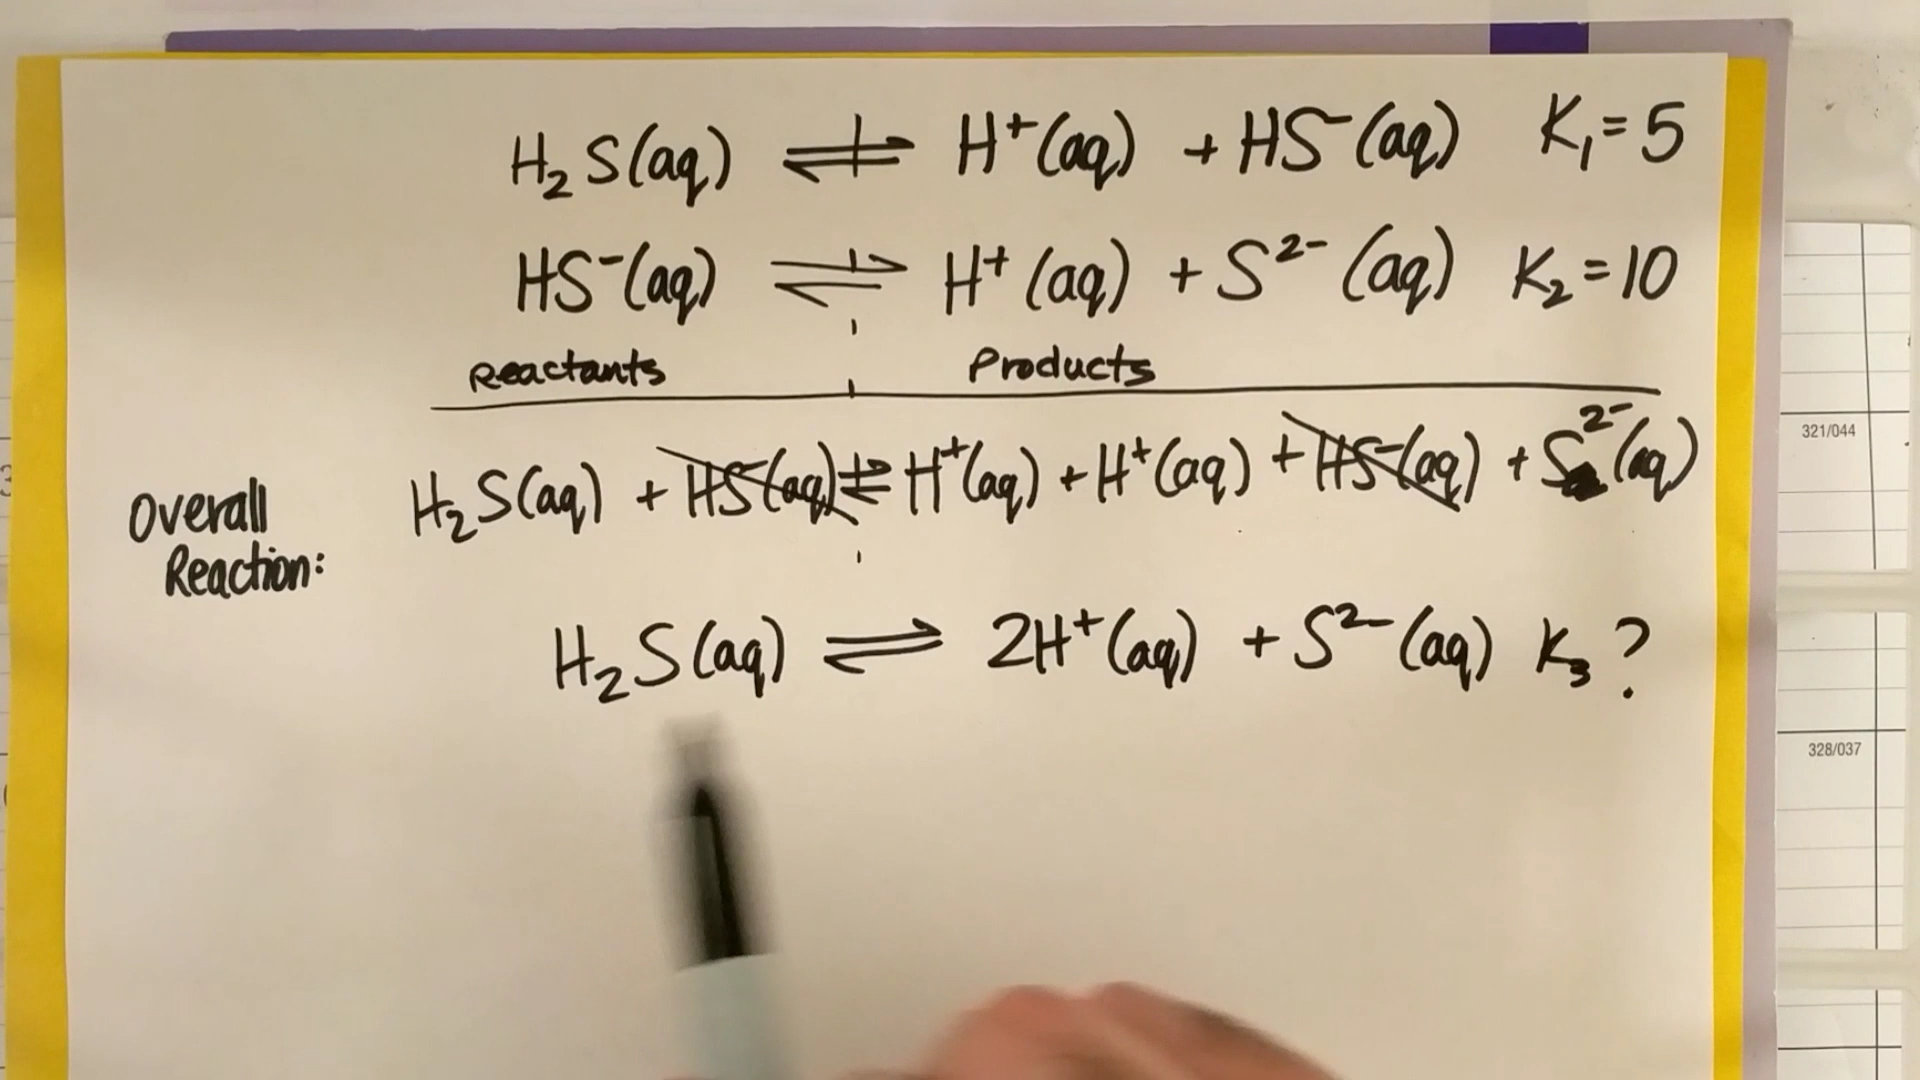 H₂S(aq) ⇌ H⁺(aq) + HS⁻(aq) K₁=5
HS⁻(aq) ⇌ H⁺(aq) + S²⁻(aq) K₂=10
Reactants Products
Overall
Reaction:
H₂S(aq) + HS⁻(aq) ⇌ H⁺(aq) + H⁺(aq) + HS⁻(aq) + S²⁻(aq)
H₂S(aq) ⇌ 2H⁺(aq) + S²⁻(aq) K₃?
321/044
328/037